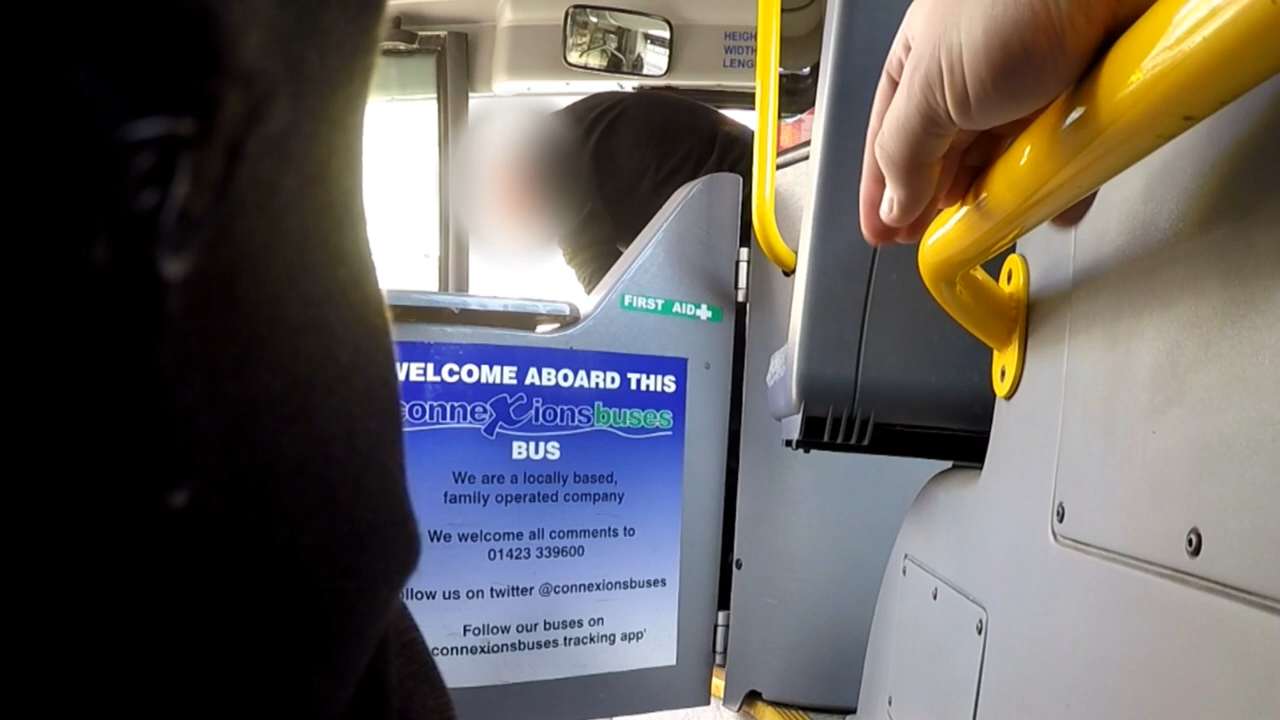 HEIGH
WIDTH
LENG
FIRST AID
WELCOME ABOARD THIS
connexionsbuses
BUS
We are a locally based,
family operated company
We welcome all comments to
01423 339600
ollow us on twitter @connexionsbuses
Follow our buses on
connexionsbuses tracking app'